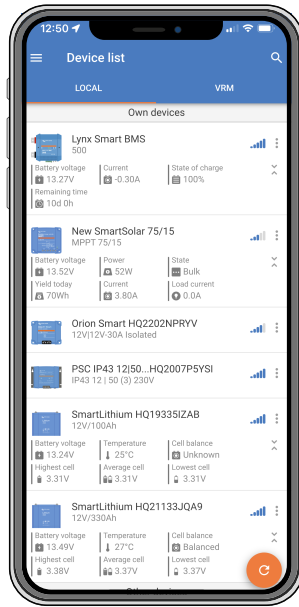 12:50
Device list
LOCAL VRM
Own devices
Lynx Smart BMS
500
Battery voltage Current State of charge
13.27V -0.30A 100%
Remaining time
10d 0h
New SmartSolar 75/15
MPPT 75/15
Battery voltage Power State
13.52V 52W Bulk
Yield today Current Load current
70Wh 3.80A 0.0A
Orion Smart HQ2202NPRYV
12V|12V-30A Isolated
PSC IP43 12|50...HQ2007P5YSI
IP43 12 | 50 (3) 230V
SmartLithium HQ19335IZAB
12V/100Ah
Battery voltage Temperature Cell balance
13.24V 25°C Unknown
Highest cell Average cell Lowest cell
3.31V 3.31V 3.31V
SmartLithium HQ21133JQA9
12V/330Ah
Battery voltage Temperature Cell balance
13.49V 27°C Balanced
Highest cell Average cell Lowest cell
3.38V 3.37V 3.37V